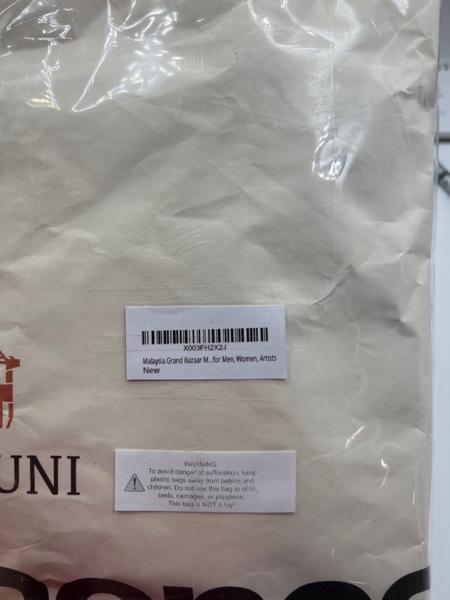 X003FH2X2J
Malaysia Grand Bazaar M...for Men, Women, Artists
New
UNI
WARNING:
To avoid danger of suffocation, keep
plastic bags away from babies and
children. Do not use this bag in cribs,
beds, carriages, or playpens.
This bag is NOT a toy!